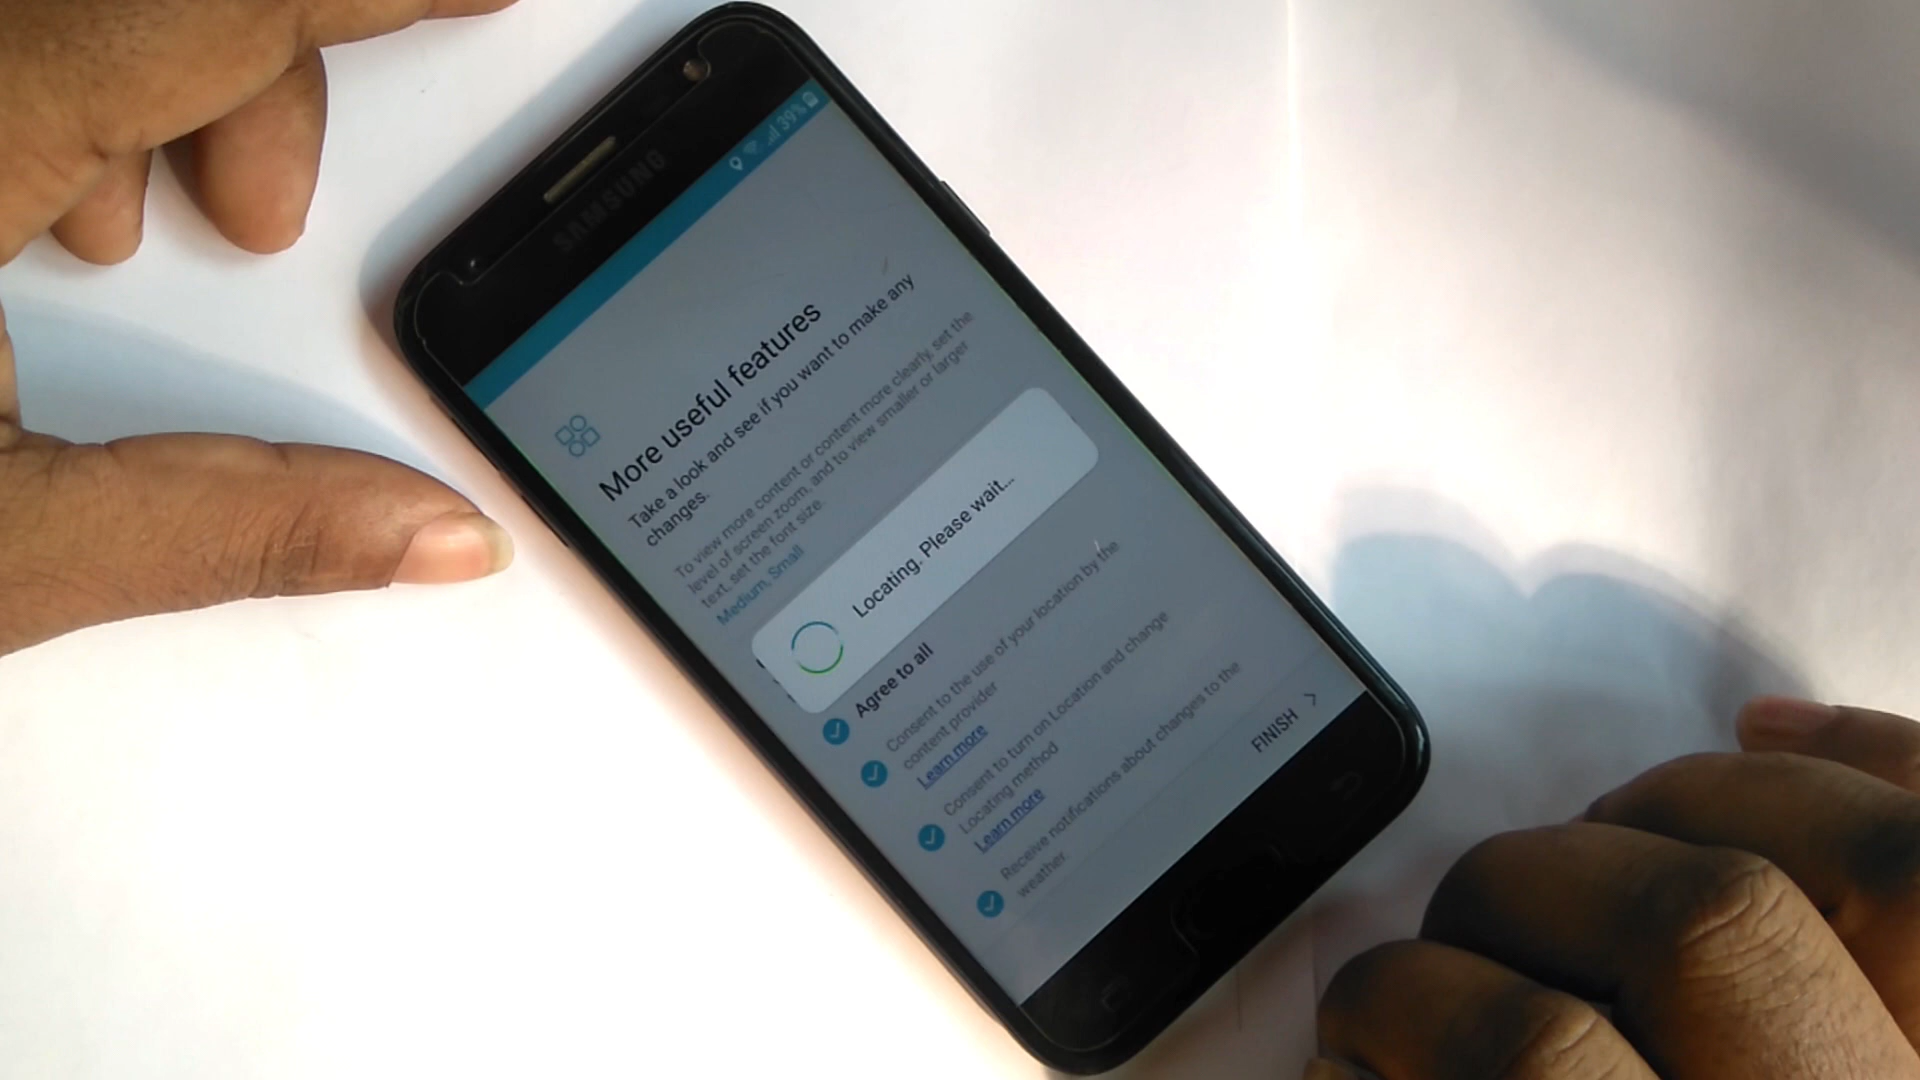 39%
SAMSUNG
More useful features
Take a look and see if you want to make any
changes.
To view more content or content more clearly, set the
level of screen zoom, and to view smaller or larger
text, set the font size.
Medium, Small
Locating. Please wait...
Agree to all
Consent to the use of your location by the
content provider
Learn more
Consent to turn on Location and change
Locating method
Learn more
Receive notifications about changes to the
weather.
FINISH >